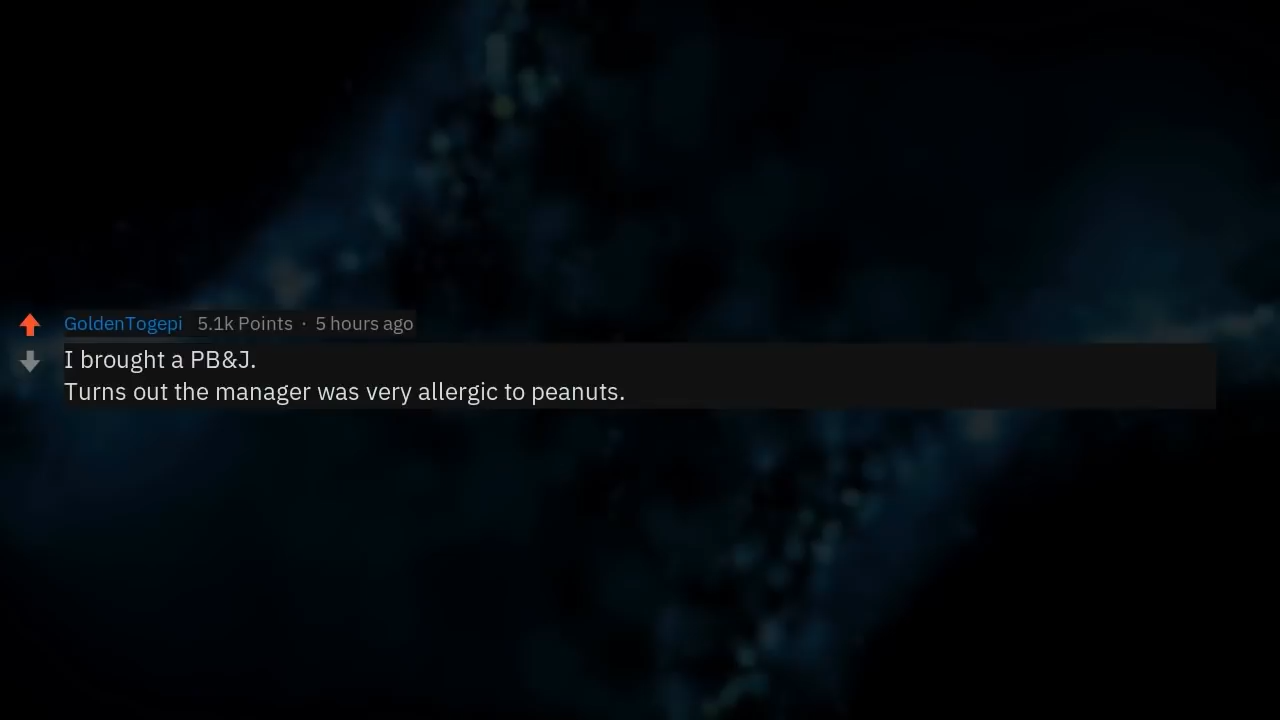 GoldenTogepi 5.1k Points · 5 hours ago
I brought a PB&J.
Turns out the manager was very allergic to peanuts.